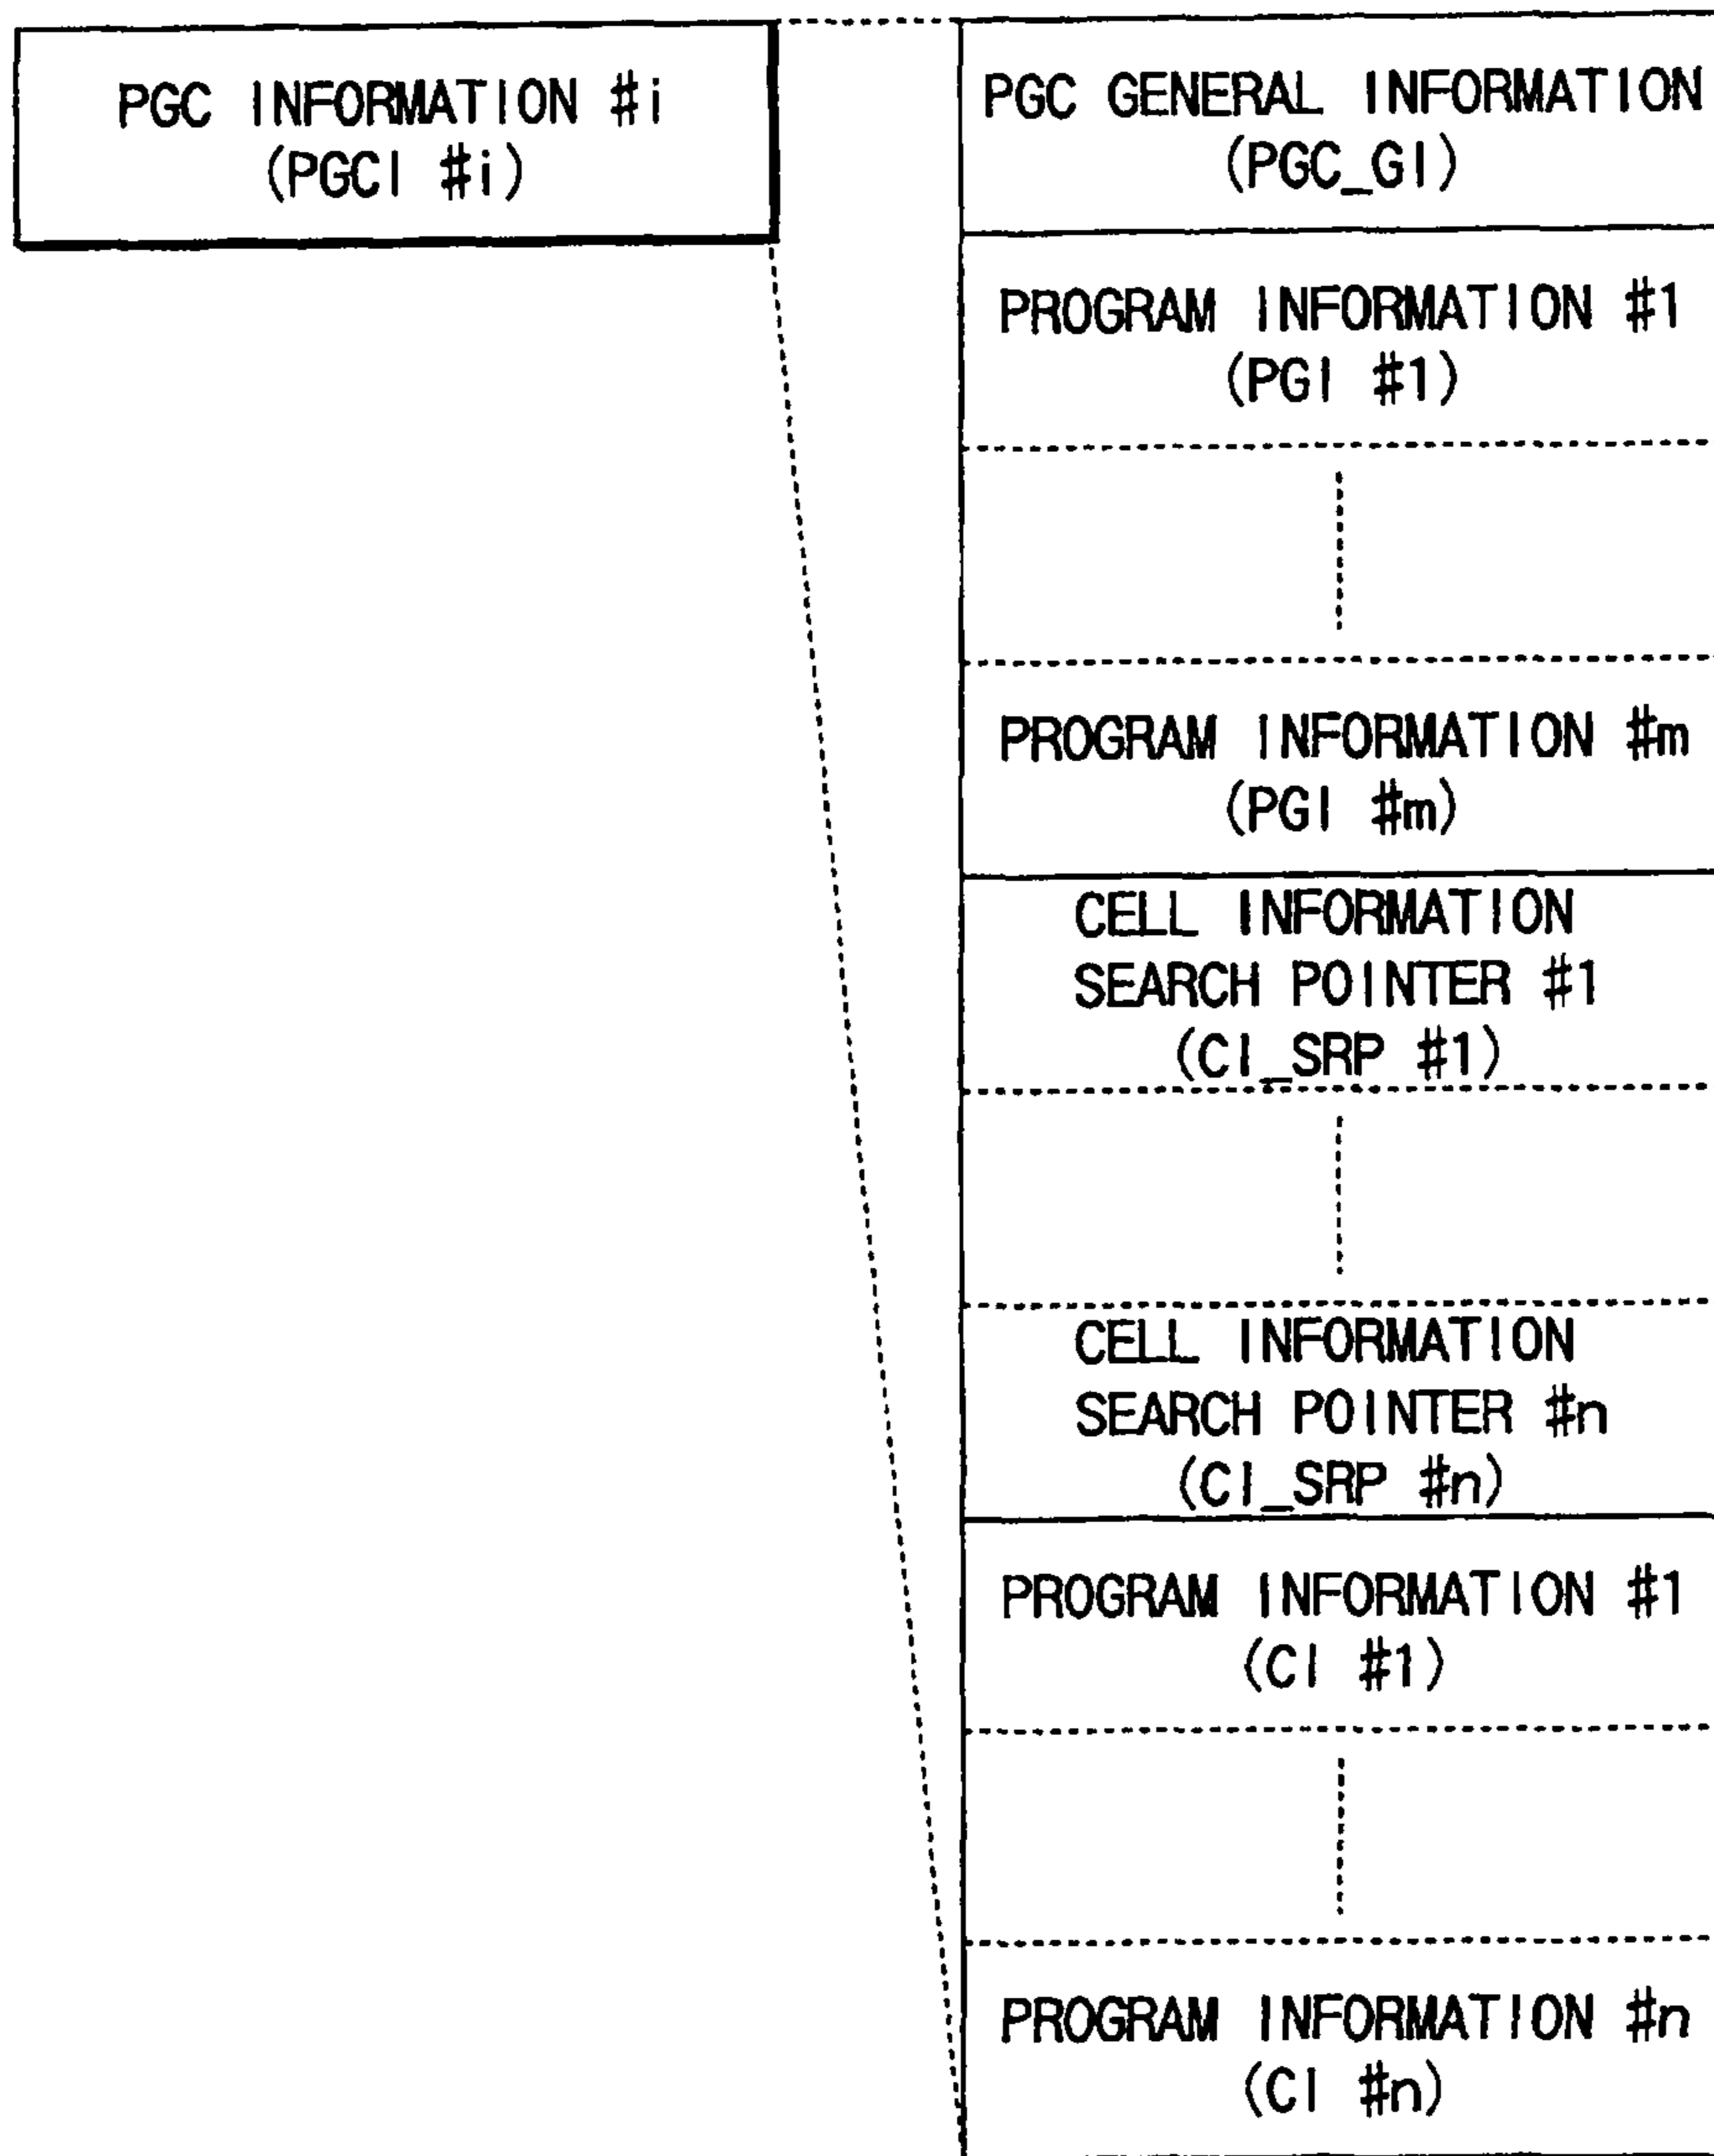 PGC INFORMATION #i
(PGCI #i)
PGC GENERAL INFORMATION
(PGC_GI)
PROGRAM INFORMATION #1
(PGI #1)
PROGRAM INFORMATION #m
(PGI #m)
CELL INFORMATION
SEARCH POINTER #1
(CI_SRP #1)
CELL INFORMATION
SEARCH POINTER #n
(CI_SRP #n)
PROGRAM INFORMATION #1
(CI #1)
PROGRAM INFORMATION #n
(CI #n)